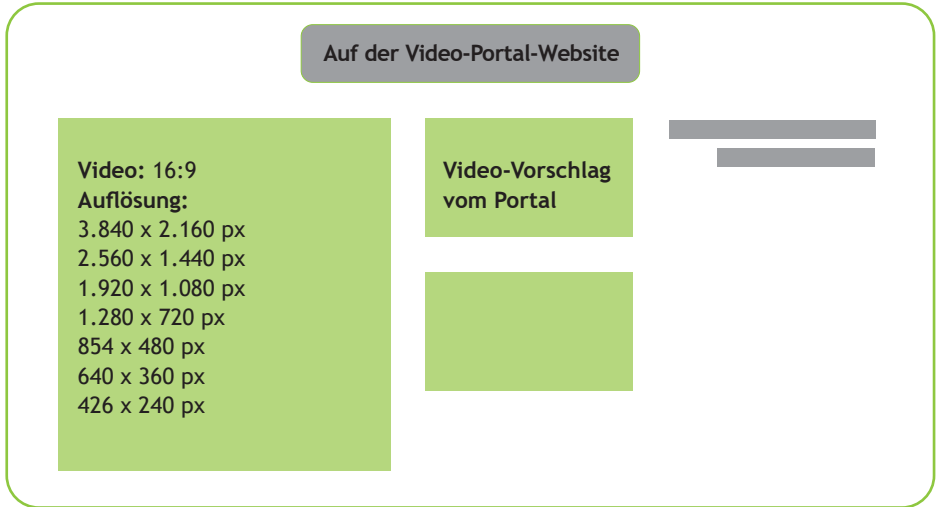 Auf der Video-Portal-Website
Video: 16:9
Auflösung:
3.840 x 2.160 px
2.560 x 1.440 px
1.920 x 1.080 px
1.280 x 720 px
854 x 480 px
640 x 360 px
426 x 240 px
Video-Vorschlag
vom Portal